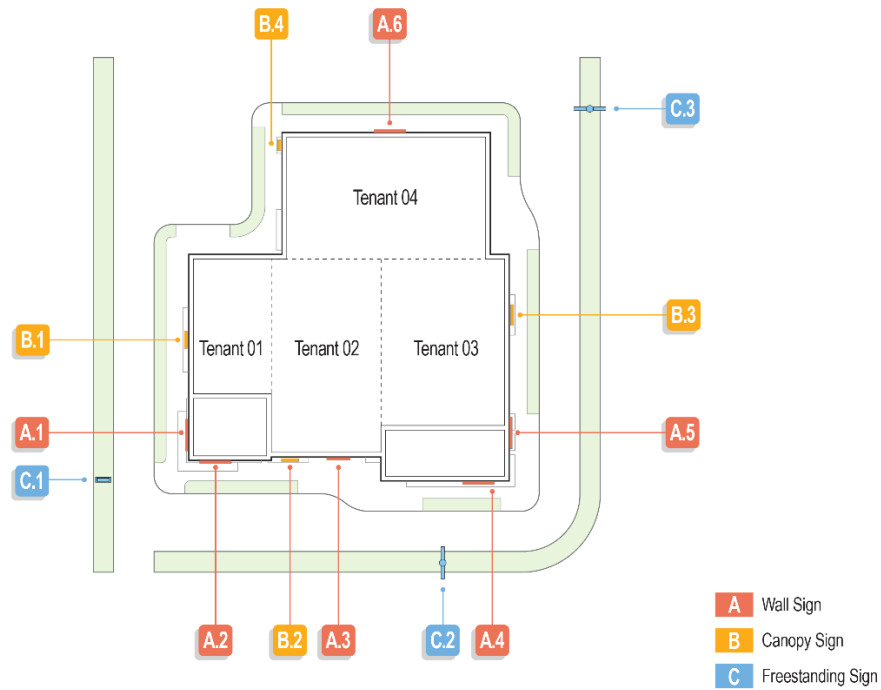 B.4
A.6
C.3
Tenant 04
B.3
B.1
Tenant 01
Tenant 02
Tenant 03
A.1
A.5
C.1
A.2
B.2
A.3
C.2
A.4
A Wall Sign
B Canopy Sign
C Freestanding Sign